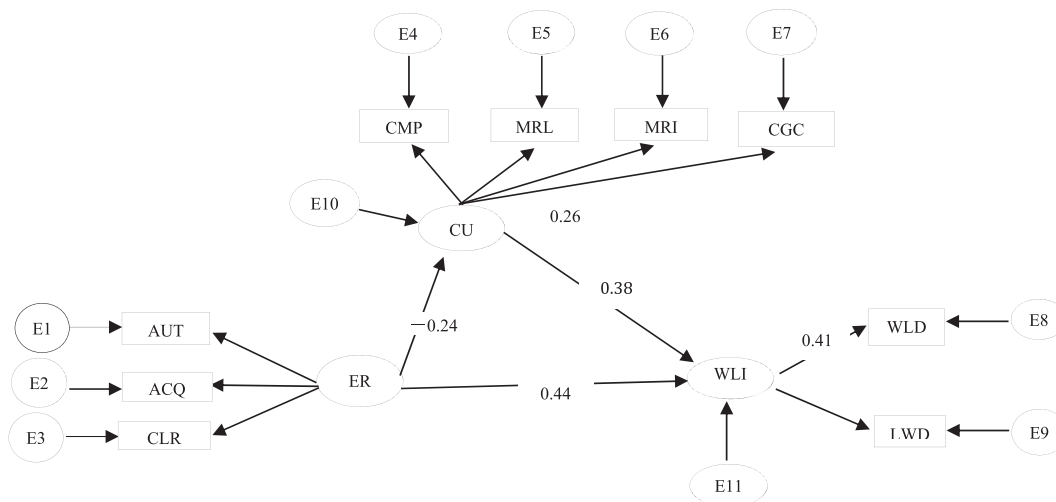 E4
E5
E6
E7
CMP
MRL
MRI
CGC
E10
CU
0.26
0.38
E1
AUT
−0.24
WLD
E8
0.41
E2
ACQ
ER
0.44
WLI
E3
CLR
LWD
E9
E11